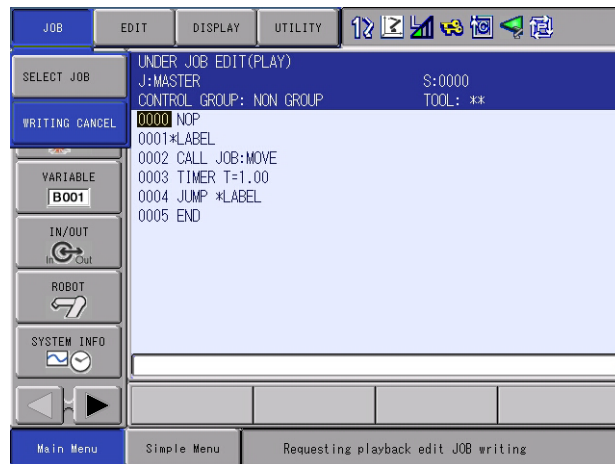 JOB EDIT DISPLAY UTILITY
SELECT JOB
WRITING CANCEL
VARIABLE
B001
IN/OUT
In Out
ROBOT
SYSTEM INFO
UNDER JOB EDIT(PLAY)
J:MASTER S:0000
CONTROL GROUP: NON GROUP TOOL: **
0000 NOP
0001*LABEL
0002 CALL JOB:MOVE
0003 TIMER T=1.00
0004 JUMP *LABEL
0005 END
Main Menu Simple Menu Requesting playback edit JOB writing